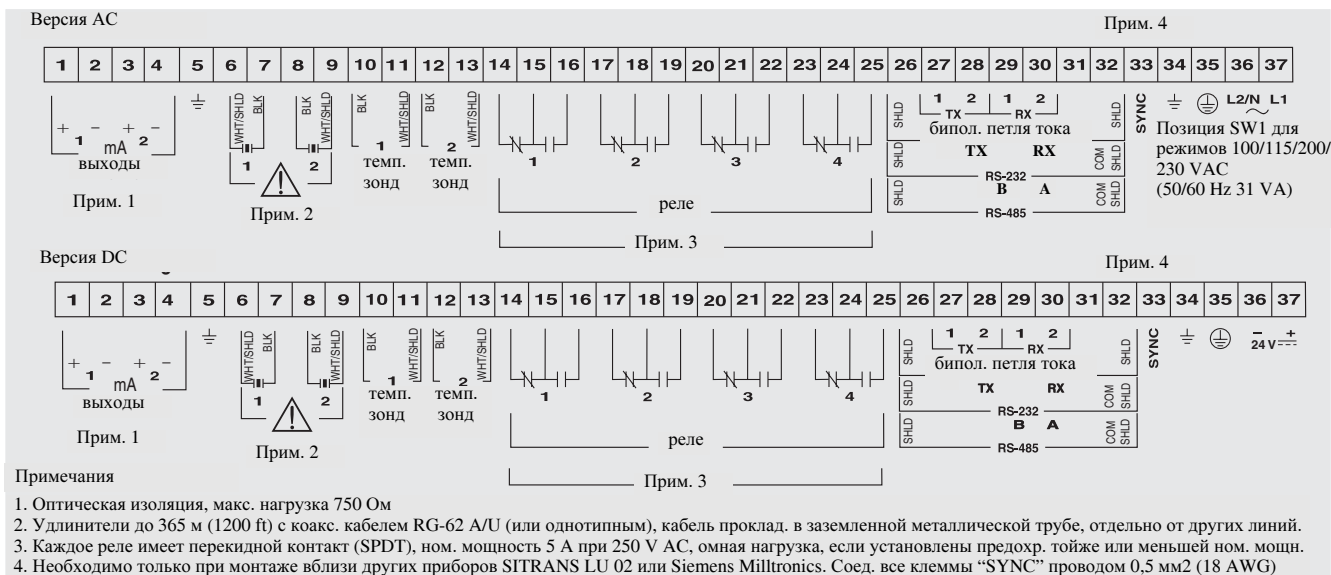 Версия AC
Прим. 4
1 2 3 4 5 6 7 8 9 10 11 12 13 14 15 16 17 18 19 20 21 22 23 24 25 26 27 28 29 30 31 32 33 34 35 36 37
+ 1 − + 2 −
mA
выходы
Прим. 1
WHT/SHLD
BLK
BLK
WHT/SHLD
1 2
Прим. 2
BLK
WHT/SHLD
1
темп.
зонд
BLK
WHT/SHLD
2
темп.
зонд
1 2 3 4
реле
Прим. 3
SHLD
1 2 1 2
TX RX
бипол. петля тока
SHLD
SHLD
TX RX
RS-232
COM
SHLD
SHLD
B A
RS-485
COM
SHLD
SYNC
L2/N L1
Позиция SW1 для
режимов 100/115/200/
230 VAC
(50/60 Hz 31 VA)
Версия DC
Прим. 4
1 2 3 4 5 6 7 8 9 10 11 12 13 14 15 16 17 18 19 20 21 22 23 24 25 26 27 28 29 30 31 32 33 34 35 36 37
+ 1 − + 2 −
mA
выходы
Прим. 1
WHT/SHLD
BLK
BLK
WHT/SHLD
1 2
Прим. 2
BLK
WHT/SHLD
1
темп.
зонд
BLK
WHT/SHLD
2
темп.
зонд
1 2 3 4
реле
Прим. 3
SHLD
1 2 1 2
TX RX
бипол. петля тока
SHLD
SHLD
TX RX
RS-232
COM
SHLD
SHLD
B A
RS-485
COM
SHLD
SYNC
− +
24 V
Примечания
1. Оптическая изоляция, макс. нагрузка 750 Ом
2. Удлинители до 365 м (1200 ft) с коакс. кабелем RG-62 A/U (или однотипным), кабель проклад. в заземленной металлической трубе, отдельно от других линий.
3. Каждое реле имеет перекидной контакт (SPDT), ном. мощность 5 А при 250 V AC, омная нагрузка, если установлены предохр. тойже или меньшей ном. мощн.
4. Необходимо только при монтаже вблизи других приборов SITRANS LU 02 или Siemens Milltronics. Соед. все клеммы “SYNC” проводом 0,5 мм2 (18 AWG)